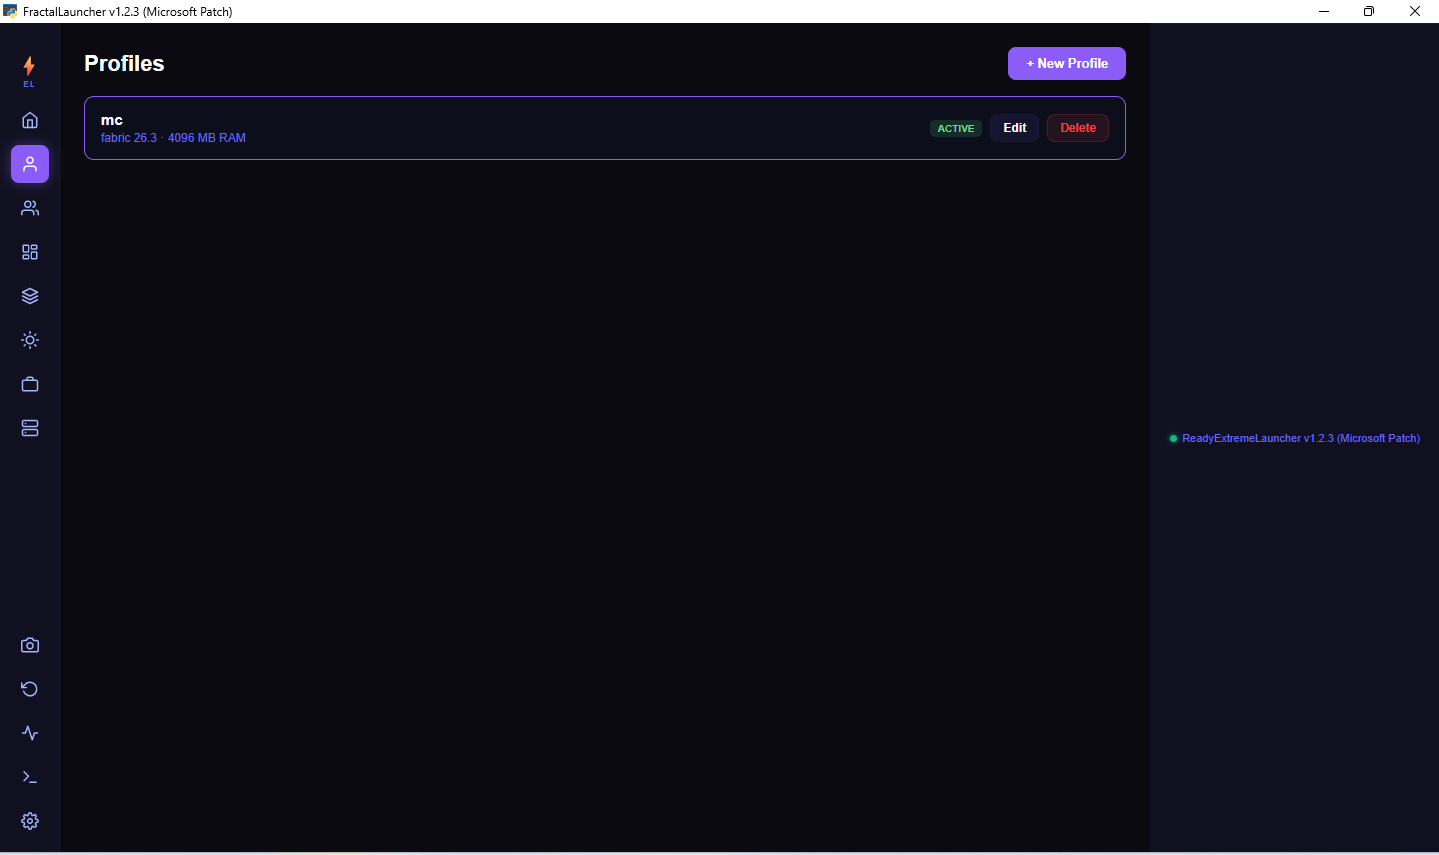 FractalLauncher v1.2.3 (Microsoft Patch)
EL
Profiles
+ New Profile
mc
fabric 26.3 · 4096 MB RAM
ACTIVE
Edit
Delete
ReadyExtremeLauncher v1.2.3 (Microsoft Patch)